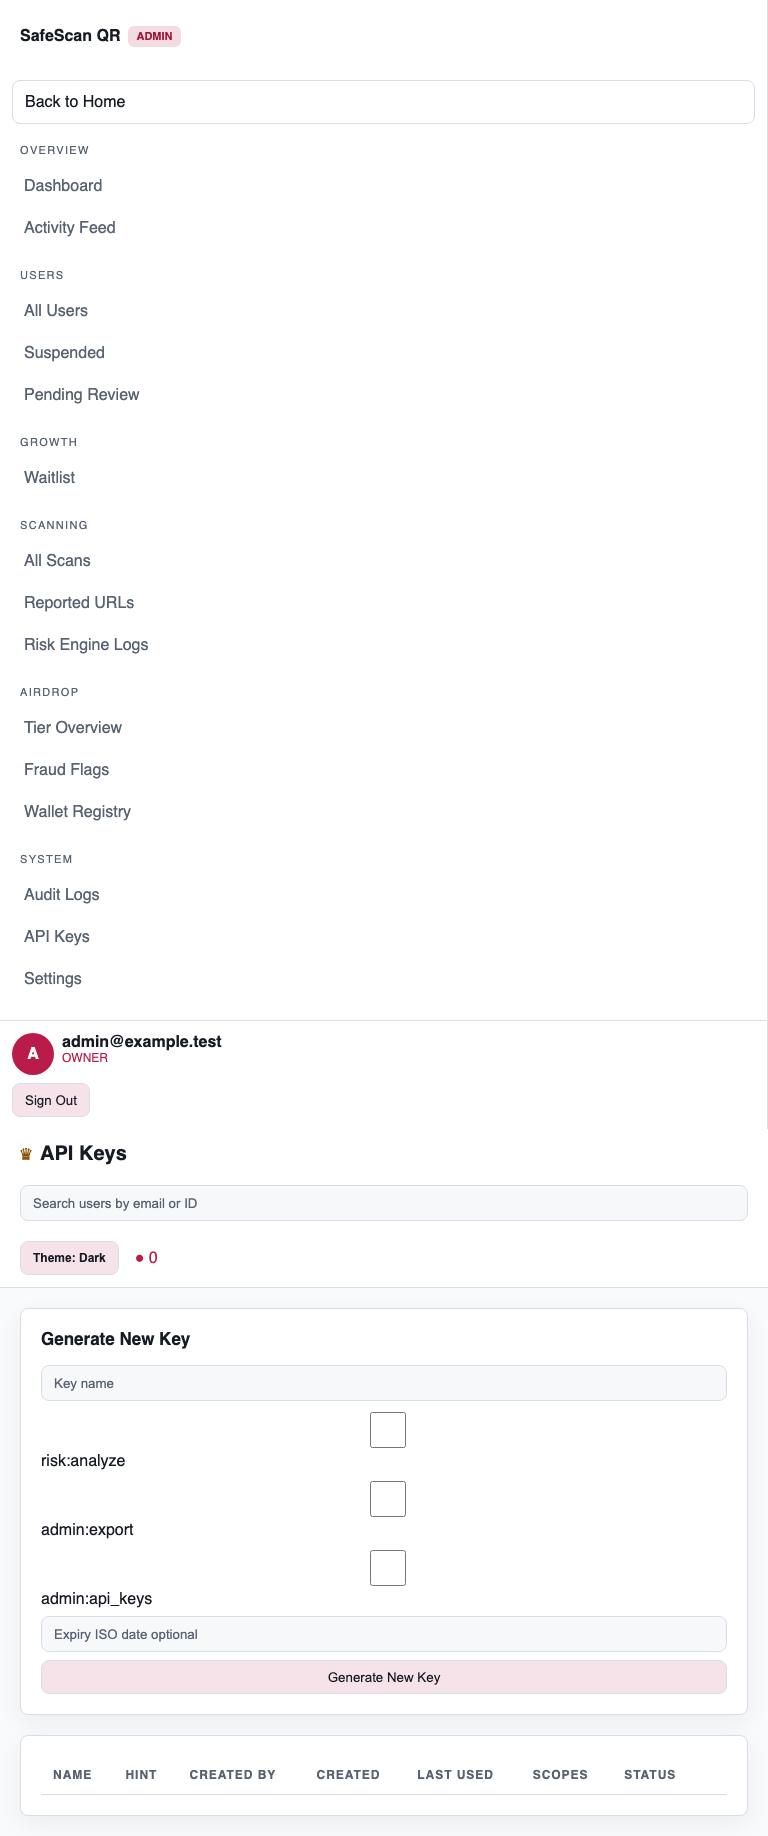 SafeScan QR ADMIN
Back to Home
OVERVIEW
Dashboard
Activity Feed
USERS
All Users
Suspended
Pending Review
GROWTH
Waitlist
SCANNING
All Scans
Reported URLs
Risk Engine Logs
AIRDROP
Tier Overview
Fraud Flags
Wallet Registry
SYSTEM
Audit Logs
API Keys
Settings
A admin@example.test
OWNER
Sign Out
♛ API Keys
Search users by email or ID
Theme: Dark ● 0
Generate New Key
Key name
risk:analyze
admin:export
admin:api_keys
Expiry ISO date optional
Generate New Key
NAME HINT CREATED BY CREATED LAST USED SCOPES STATUS